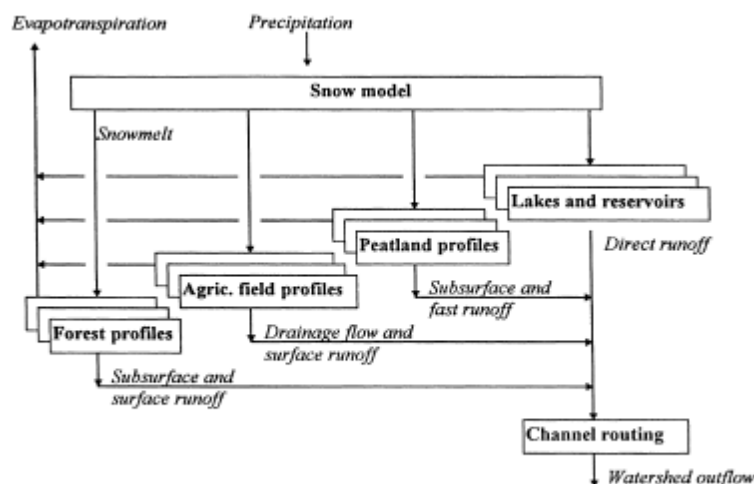 Evapotranspiration
Precipitation
Snow model
Snowmelt
Lakes and reservoirs
Peatland profiles
Direct runoff
Agric. field profiles
Subsurface and
fast runoff
Forest profiles
Drainage flow and
surface runoff
Subsurface and
surface runoff
Channel routing
Watershed outflow